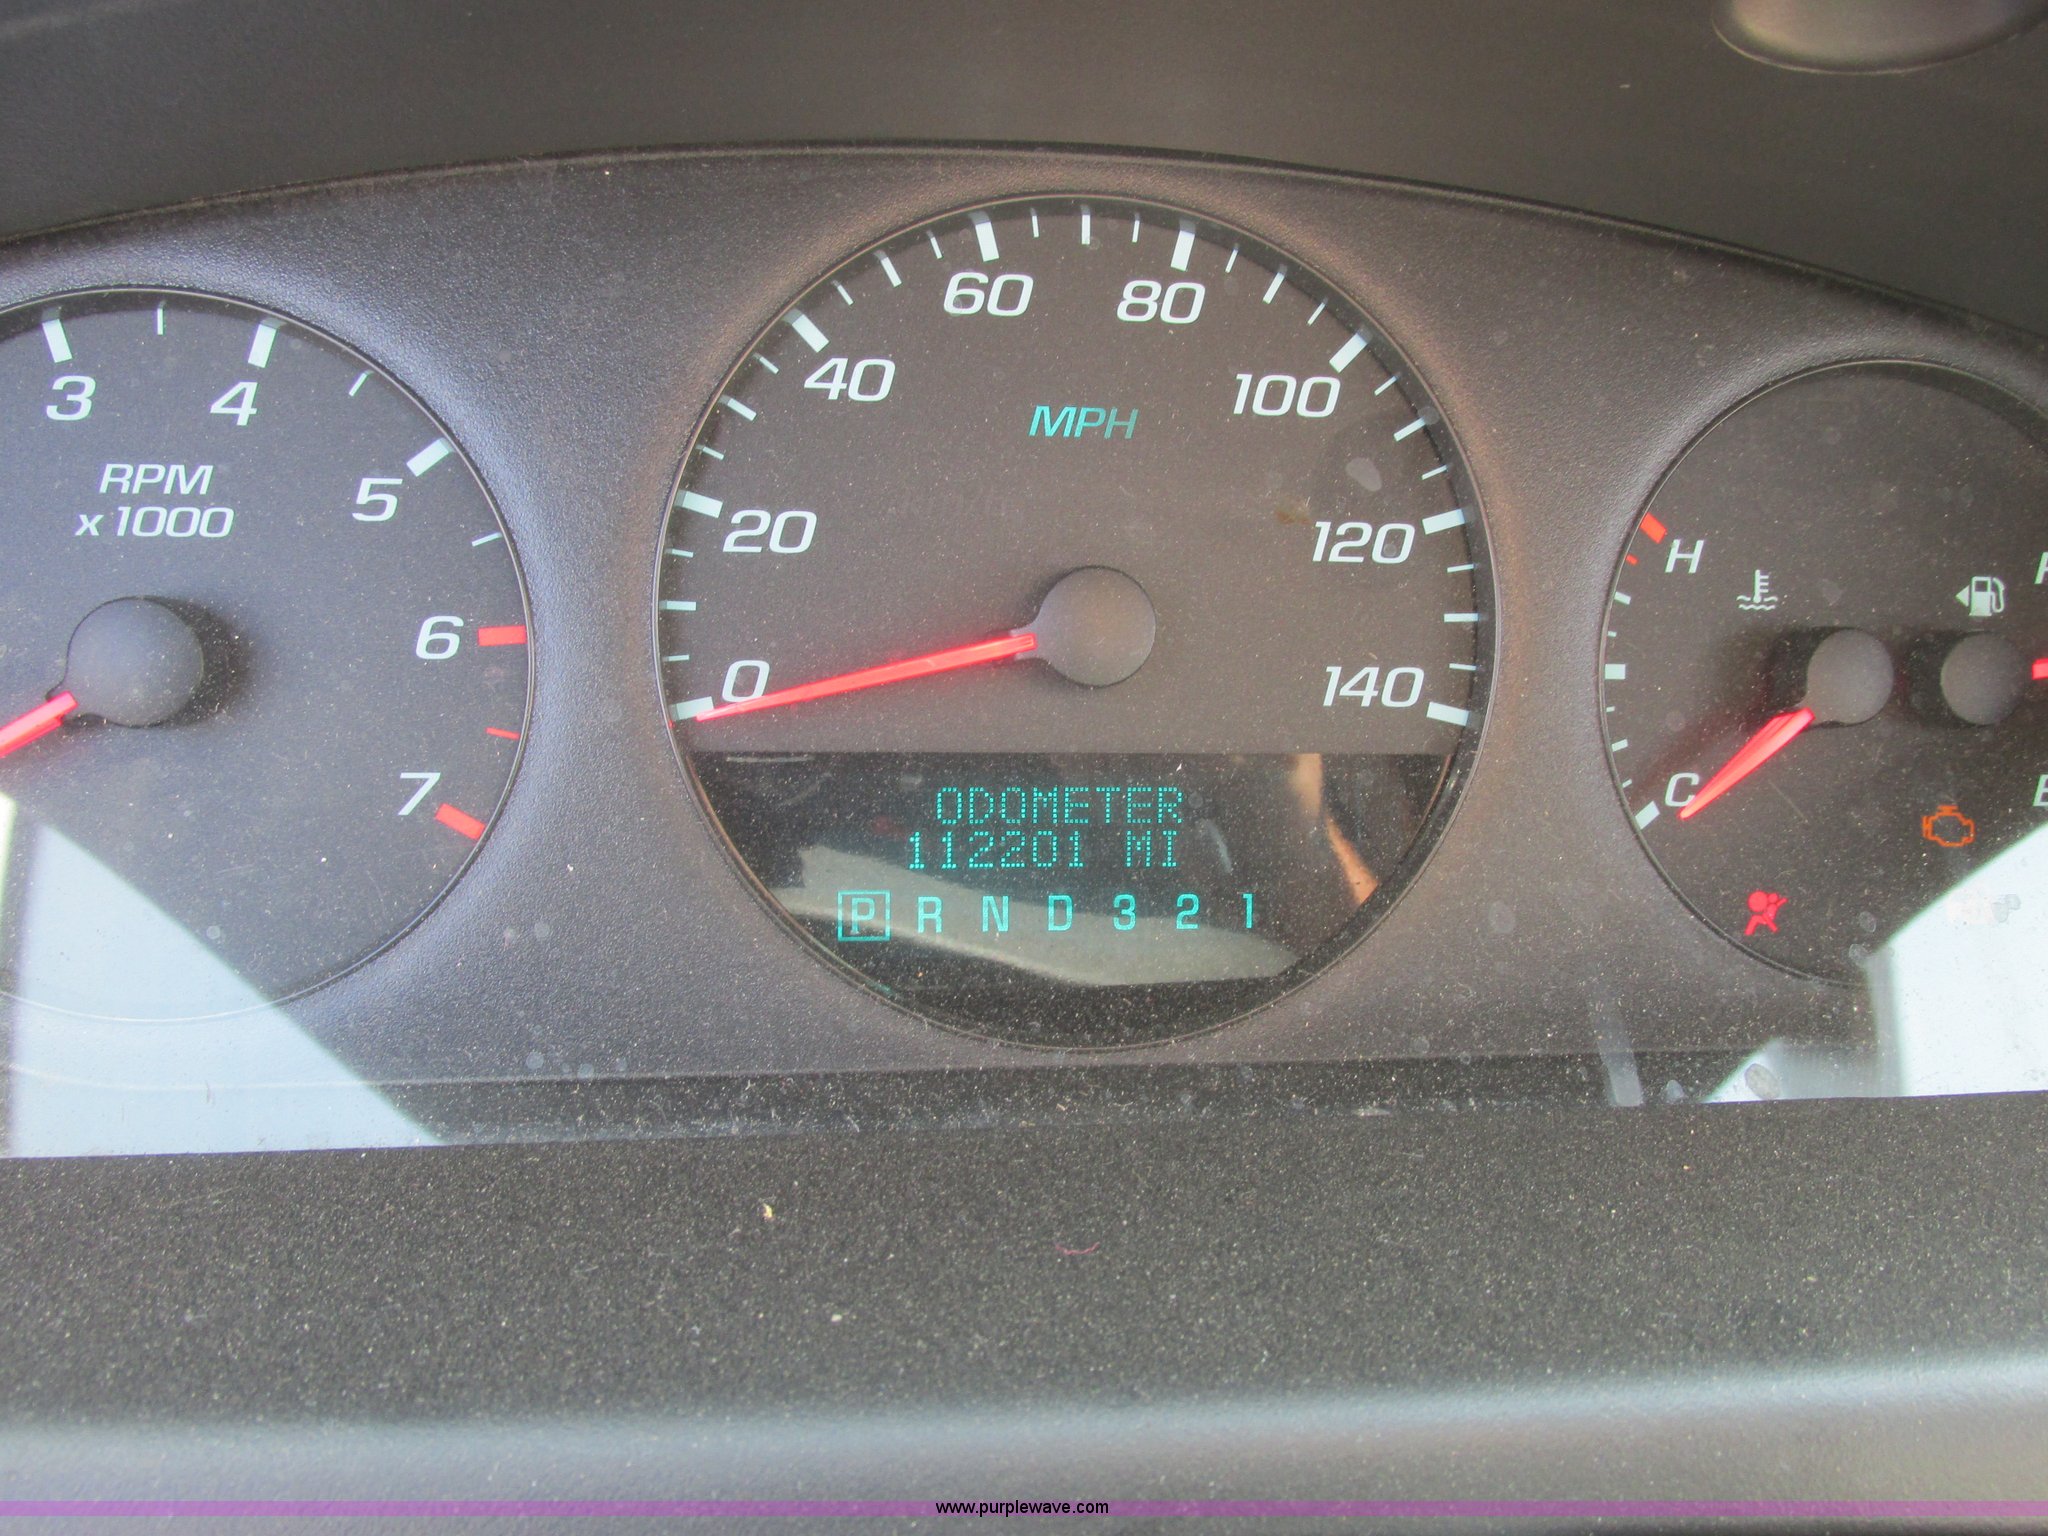 3 4 5 6 7
RPM
x1000
0 20 40 60 80 100 120 140
MPH
ODOMETER
112201 MI
P R N D 3 2 1
H
C
www.purplewave.com